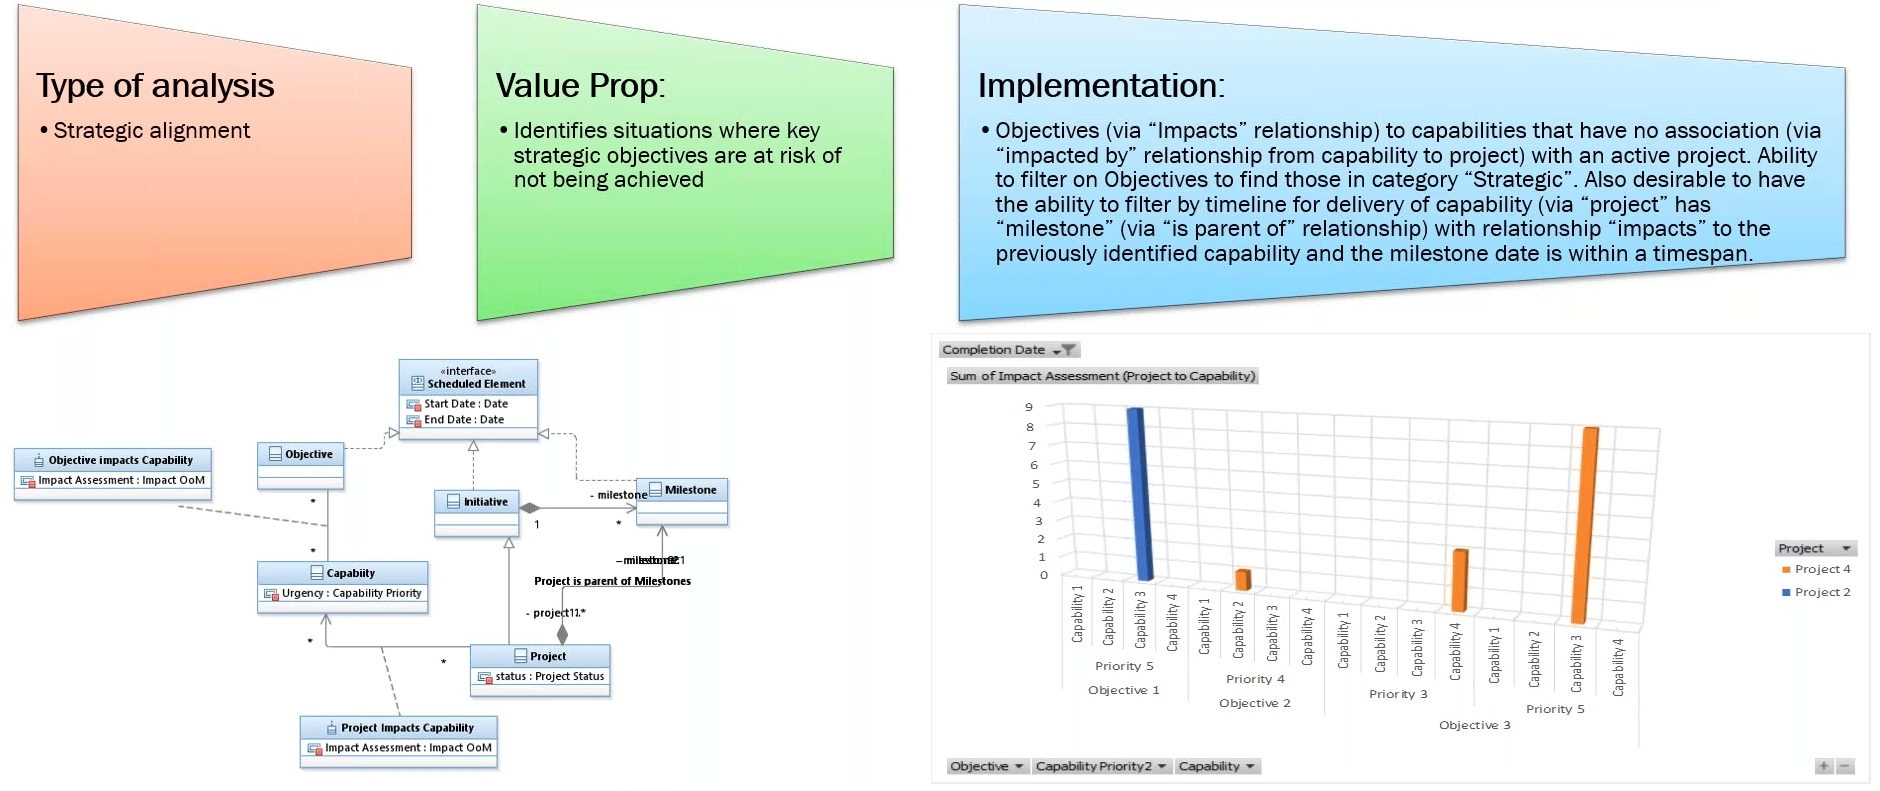 Type of analysis
• Strategic alignment
Value Prop:
• Identifies situations where key
strategic objectives are at risk of
not being achieved
Implementation:
• Objectives (via “Impacts” relationship) to capabilities that have no association (via
“impacted by” relationship from capability to project) with an active project. Ability
to filter on Objectives to find those in category “Strategic”. Also desirable to have
the ability to filter by timeline for delivery of capability (via “project” has
“milestone” (via “is parent of” relationship) with relationship “impacts” to the
previously identified capability and the milestone date is within a timespan.
«interface»
Scheduled Element
Start Date : Date
End Date : Date
Objective impacts Capability
Impact Assessment : Impact OoM
Objective
*
*
Initiative
1
- milestone
*
Milestone
Project is parent of Milestones
Capabiity
Urgency : Capability Priority
*
*
Project
status : Project Status
Project Impacts Capability
Impact Assessment : Impact OoM
Completion Date
Sum of Impact Assessment (Project to Capability)
9
8
7
6
5
4
3
2
1
0
Capability 1
Capability 2
Capability 3
Capability 4
Capability 1
Capability 2
Capability 3
Capability 4
Capability 1
Capability 2
Capability 3
Capability 4
Capability 1
Capability 2
Capability 3
Capability 4
Priority 5
Priority 4
Priority 3
Priority 5
Objective 1
Objective 2
Objective 3
Project
Project 4
Project 2
Objective
Capability Priority2
Capability
+ −